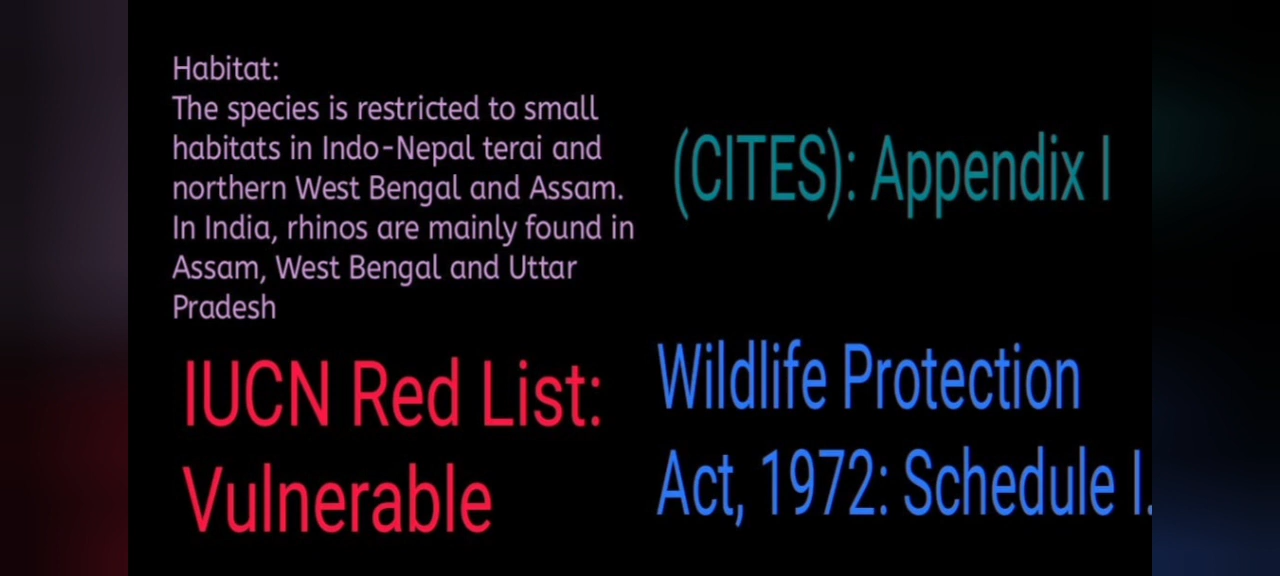 Habitat:
The species is restricted to small
habitats in Indo-Nepal terai and
northern West Bengal and Assam.
In India, rhinos are mainly found in
Assam, West Bengal and Uttar
Pradesh
IUCN Red List:
Vulnerable
(CITES): Appendix I
Wildlife Protection
Act, 1972: Schedule I.